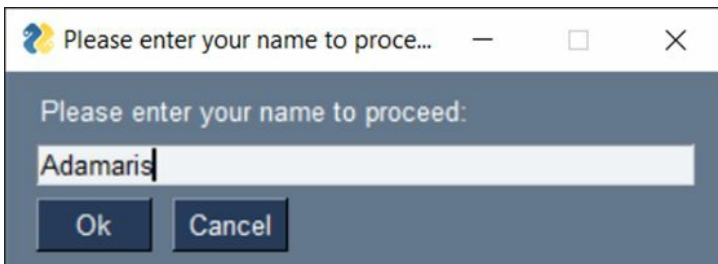 Please enter your name to proce...
Please enter your name to proceed:
Adamaris
Ok Cancel